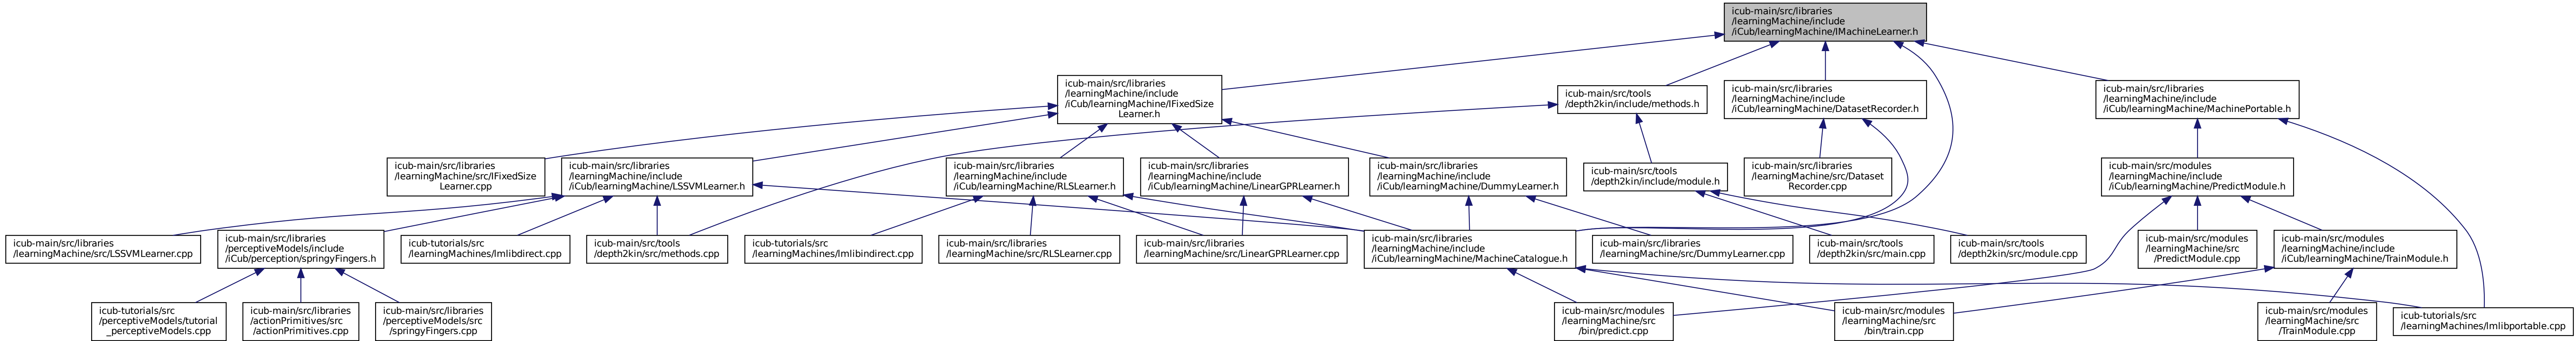 icub-main/src/libraries
/learningMachine/include
/iCub/learningMachine/IMachineLearner.h
icub-main/src/libraries
/learningMachine/include
/iCub/learningMachine/IFixedSize
Learner.h
icub-main/src/tools
/depth2kin/include/methods.h
icub-main/src/libraries
/learningMachine/include
/iCub/learningMachine/DatasetRecorder.h
icub-main/src/libraries
/learningMachine/include
/iCub/learningMachine/MachinePortable.h
icub-main/src/libraries
/learningMachine/src/IFixedSize
Learner.cpp
icub-main/src/libraries
/learningMachine/include
/iCub/learningMachine/LSSVMLearner.h
icub-main/src/libraries
/learningMachine/include
/iCub/learningMachine/RLSLearner.h
icub-main/src/libraries
/learningMachine/include
/iCub/learningMachine/LinearGPRLearner.h
icub-main/src/libraries
/learningMachine/include
/iCub/learningMachine/DummyLearner.h
icub-main/src/tools
/depth2kin/include/module.h
icub-main/src/libraries
/learningMachine/src/Dataset
Recorder.cpp
icub-main/src/modules
/learningMachine/include
/iCub/learningMachine/PredictModule.h
icub-main/src/libraries
/learningMachine/src/LSSVMLearner.cpp
icub-main/src/libraries
/perceptiveModels/include
/iCub/perception/springyFingers.h
icub-tutorials/src
/learningMachines/lmlibdirect.cpp
icub-main/src/tools
/depth2kin/src/methods.cpp
icub-tutorials/src
/learningMachines/lmlibindirect.cpp
icub-main/src/libraries
/learningMachine/src/RLSLearner.cpp
icub-main/src/libraries
/learningMachine/src/LinearGPRLearner.cpp
icub-main/src/libraries
/learningMachine/include
/iCub/learningMachine/MachineCatalogue.h
icub-main/src/libraries
/learningMachine/src/DummyLearner.cpp
icub-main/src/tools
/depth2kin/src/main.cpp
icub-main/src/tools
/depth2kin/src/module.cpp
icub-main/src/modules
/learningMachine/src
/PredictModule.cpp
icub-main/src/modules
/learningMachine/include
/iCub/learningMachine/TrainModule.h
icub-tutorials/src
/perceptiveModels/tutorial
_perceptiveModels.cpp
icub-main/src/libraries
/actionPrimitives/src
/actionPrimitives.cpp
icub-main/src/libraries
/perceptiveModels/src
/springyFingers.cpp
icub-main/src/modules
/learningMachine/src
/bin/predict.cpp
icub-main/src/modules
/learningMachine/src
/bin/train.cpp
icub-main/src/modules
/learningMachine/src
/TrainModule.cpp
icub-tutorials/src
/learningMachines/lmlibportable.cpp